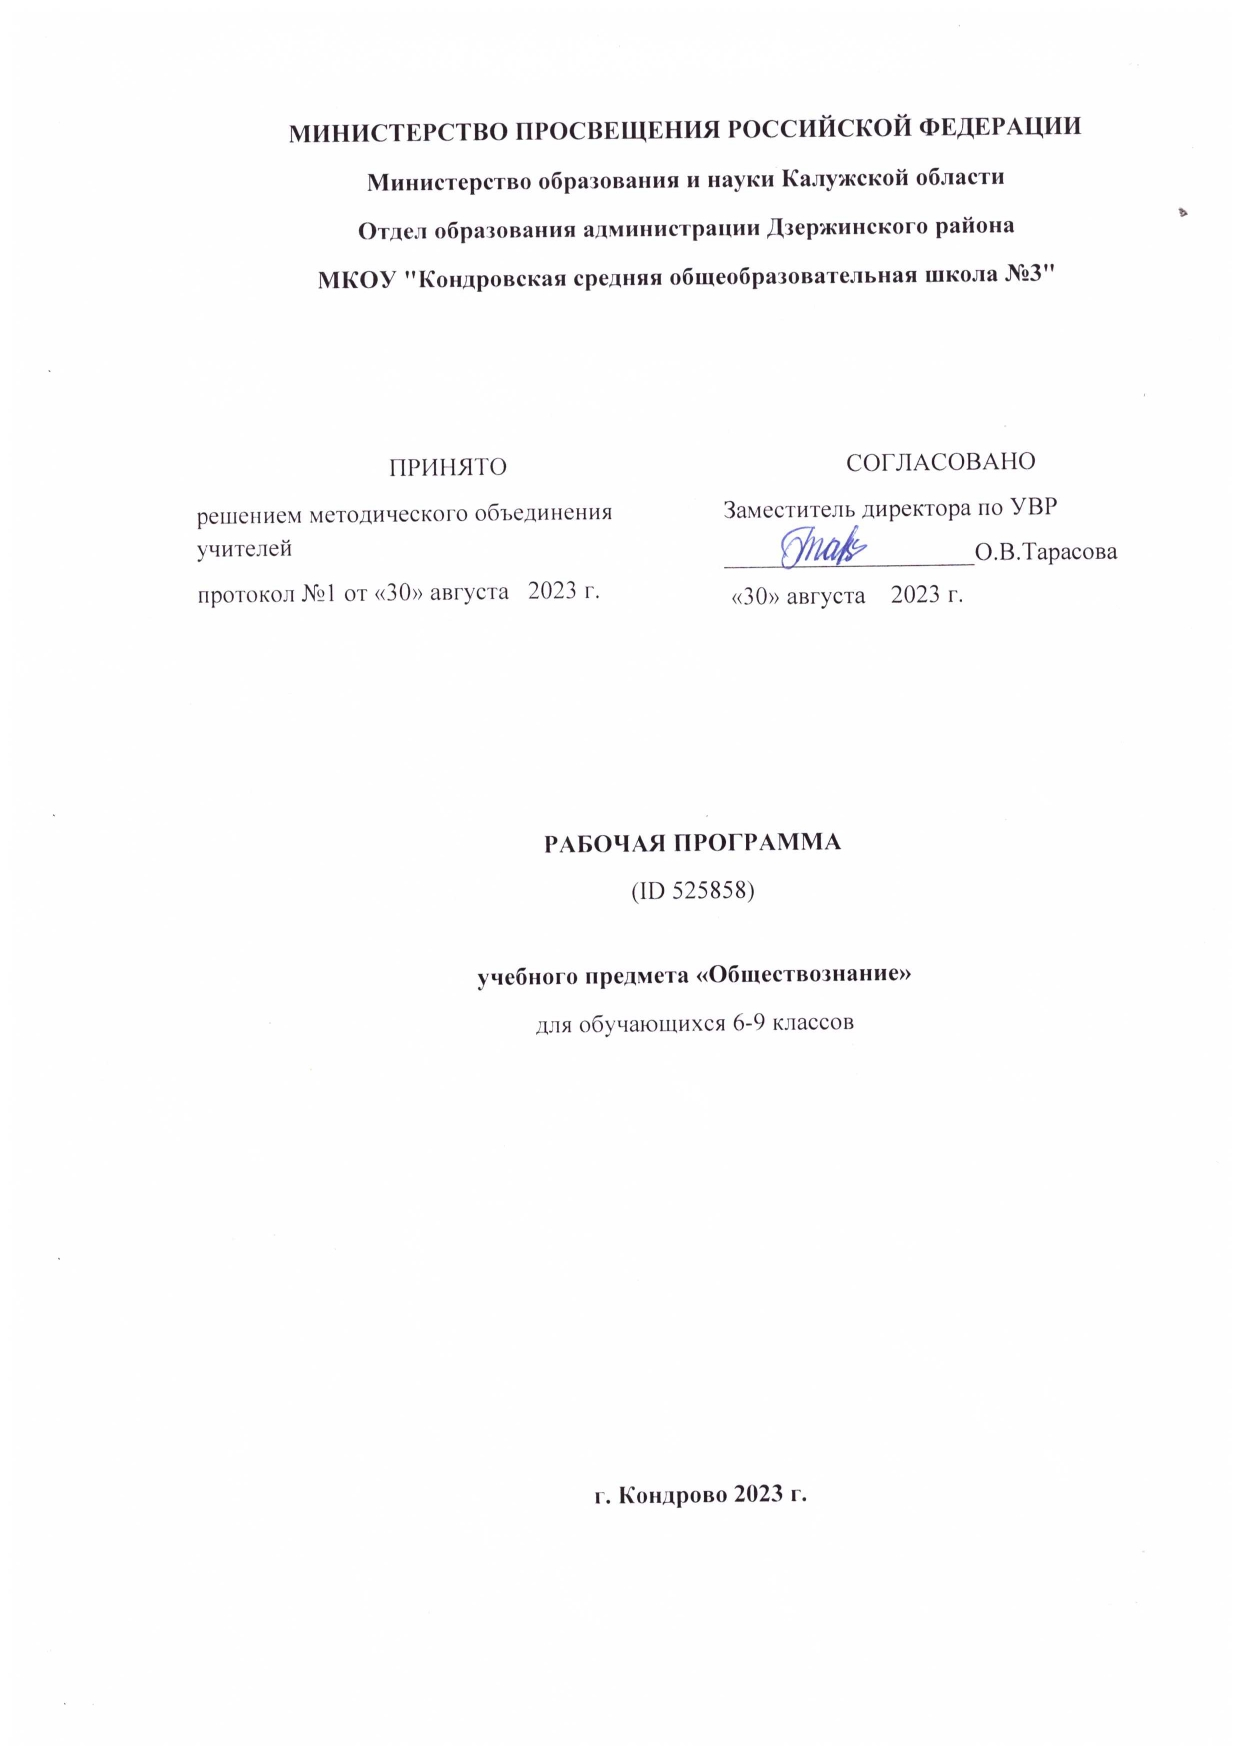 МИНИСТЕРСТВО ПРОСВЕЩЕНИЯ РОССИЙСКОЙ ФЕДЕРАЦИИ
Министерство образования и науки Калужской области
Отдел образования администрации Дзержинского района
МКОУ "Кондровская средняя общеобразовательная школа №3"
ПРИНЯТО
решением методического объединения
учителей
протокол №1 от «30» августа 2023 г.
СОГЛАСОВАНО
Заместитель директора по УВР
____________________О.В.Тарасова
«30» августа 2023 г.
РАБОЧАЯ ПРОГРАММА
(ID 525858)
учебного предмета «Обществознание»
для обучающихся 6-9 классов
г. Кондрово 2023 г.